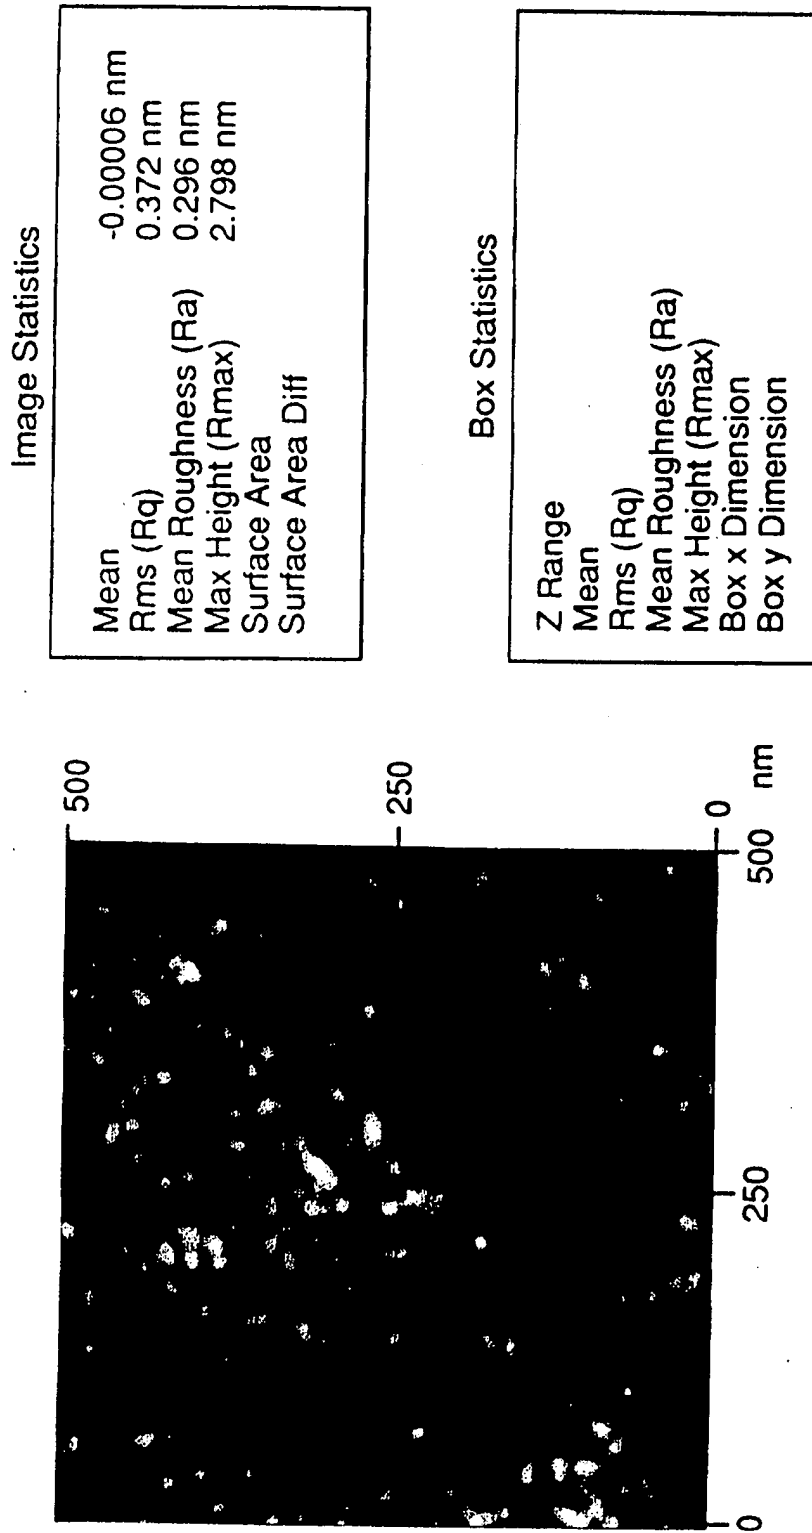 Image Statistics
Mean -0.00006 nm
Rms (Rq) 0.372 nm
Mean Roughness (Ra) 0.296 nm
Max Height (Rmax) 2.798 nm
Surface Area
Surface Area Diff
Box Statistics
Z Range
Mean
Rms (Rq)
Mean Roughness (Ra)
Max Height (Rmax)
Box x Dimension
Box y Dimension
500
250
0 nm
0 250 500